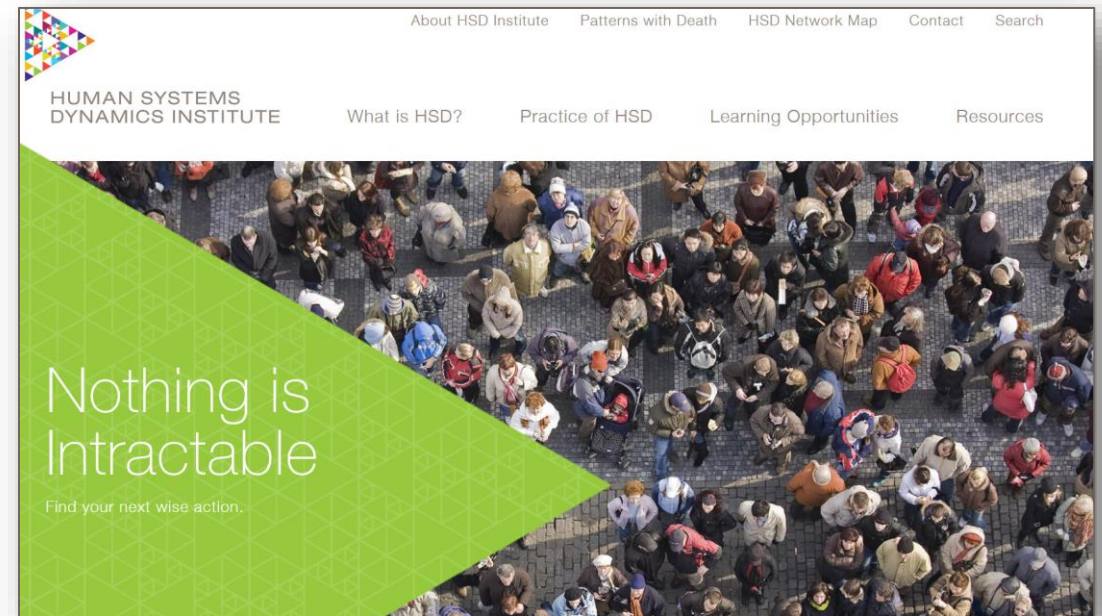 About HSD Institute Patterns with Death HSD Network Map Contact Search
HUMAN SYSTEMS
DYNAMICS INSTITUTE
What is HSD? Practice of HSD Learning Opportunities Resources
Nothing is
Intractable
Find your next wise action.